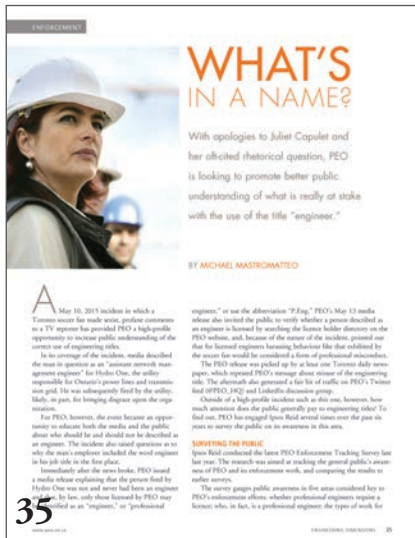 ENFORCEMENT
WHAT'S
IN A NAME?
With apologies to Juliet Capulet and
her oft-cited rhetorical question, PEO
is looking to promote better public
understanding of what is really at stake
with the use of the title "engineer."
BY MICHAEL MASTROMATTEO
A May 10, 2015 incident in which a
Toronto soccer fan made sexist, profane comments
to a TV reporter has provided PEO a high-profile
opportunity to increase public understanding of the
correct use of engineering titles.
In its coverage of the incident, media described
the man in question as an "assistant network man-
agement engineer" for Hydro One, the utility
responsible for Ontario's power lines and transmis-
sion grid. He was subsequently fired by the utility,
likely, in part, for bringing disgrace upon the orga-
nization.
For PEO, however, the event became an oppor-
tunity to educate both the media and the public
about who should be and should not be described as
an engineer. The incident also raised questions as to
why the man's employer included the word engineer
in his job title in the first place.
Immediately after the news broke, PEO issued
a media release explaining that the person fired by
Hydro One was not and never had been an engineer
and that, by law, only those licensed by PEO may
identified as an "engineer," or "professional
engineer," or use the abbreviation "P.Eng." PEO's May 13 media
release also invited the public to verify whether a person described as
an engineer is licensed by searching the licence holder directory on the
PEO website, and, because of the nature of the incident, pointed out
that for licensed engineers harassing behaviour like that exhibited by
the soccer fan would be considered a form of professional misconduct.
The PEO release was picked up by at least one Toronto daily news-
paper, which repeated PEO's message about misuse of the engineering
title. The aftermath also generated a fair bit of traffic on PEO's Twitter
feed (@PEO_HQ) and LinkedIn discussion group.
Outside of a high-profile incident such as this one, however, how
much attention does the public generally pay to engineering titles? To
find out, PEO has engaged Ipsos Reid several times over the past six
years to survey the public on its awareness in this area.
SURVEYING THE PUBLIC
Ipsos Reid conducted the latest PEO Enforcement Tracking Survey late
last year. The research was aimed at tracking the general public's aware-
ness of PEO and its enforcement work, and comparing the results to
earlier surveys.
The survey gauges public awareness in five areas considered key to
PEO's enforcement efforts: whether professional engineers require a
licence; who, in fact, is a professional engineer; the types of work for
35
www.peo.on.ca
ENGINEERING DIMENSIONS 35